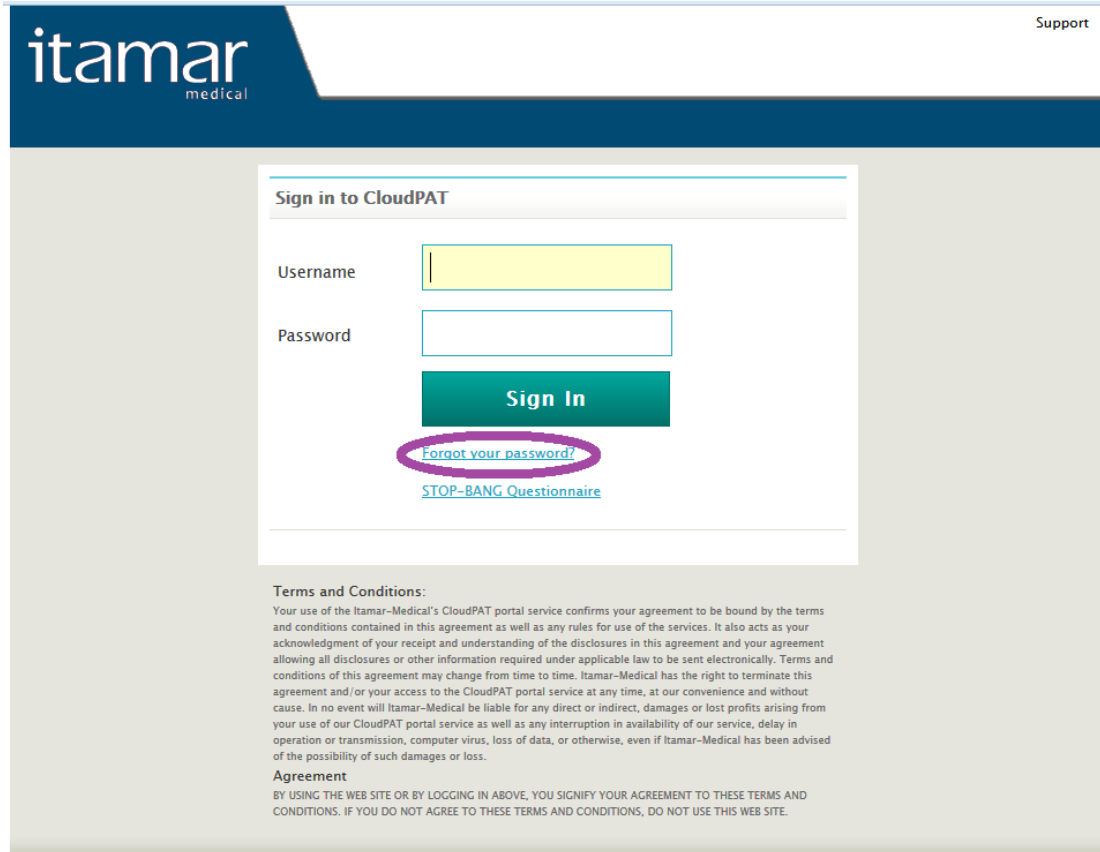 Support
itamar
medical
Sign in to CloudPAT
Username
Password
Sign In
Forgot your password?
STOP-BANG Questionnaire
Terms and Conditions:
Your use of the Itamar-Medical's CloudPAT portal service confirms your agreement to be bound by the terms
and conditions contained in this agreement as well as any rules for use of the services. It also acts as your
acknowledgment of your receipt and understanding of the disclosures in this agreement and your agreement
allowing all disclosures or other information required under applicable law to be sent electronically. Terms and
conditions of this agreement may change from time to time. Itamar-Medical has the right to terminate this
agreement and/or your access to the CloudPAT portal service at any time, at our convenience and without
cause. In no event will Itamar-Medical be liable for any direct or indirect, damages or lost profits arising from
your use of our CloudPAT portal service as well as any interruption in availability of our service, delay in
operation or transmission, computer virus, loss of data, or otherwise, even if Itamar-Medical has been advised
of the possibility of such damages or loss.
Agreement
BY USING THE WEB SITE OR BY LOGGING IN ABOVE, YOU SIGNIFY YOUR AGREEMENT TO THESE TERMS AND
CONDITIONS. IF YOU DO NOT AGREE TO THESE TERMS AND CONDITIONS, DO NOT USE THIS WEB SITE.